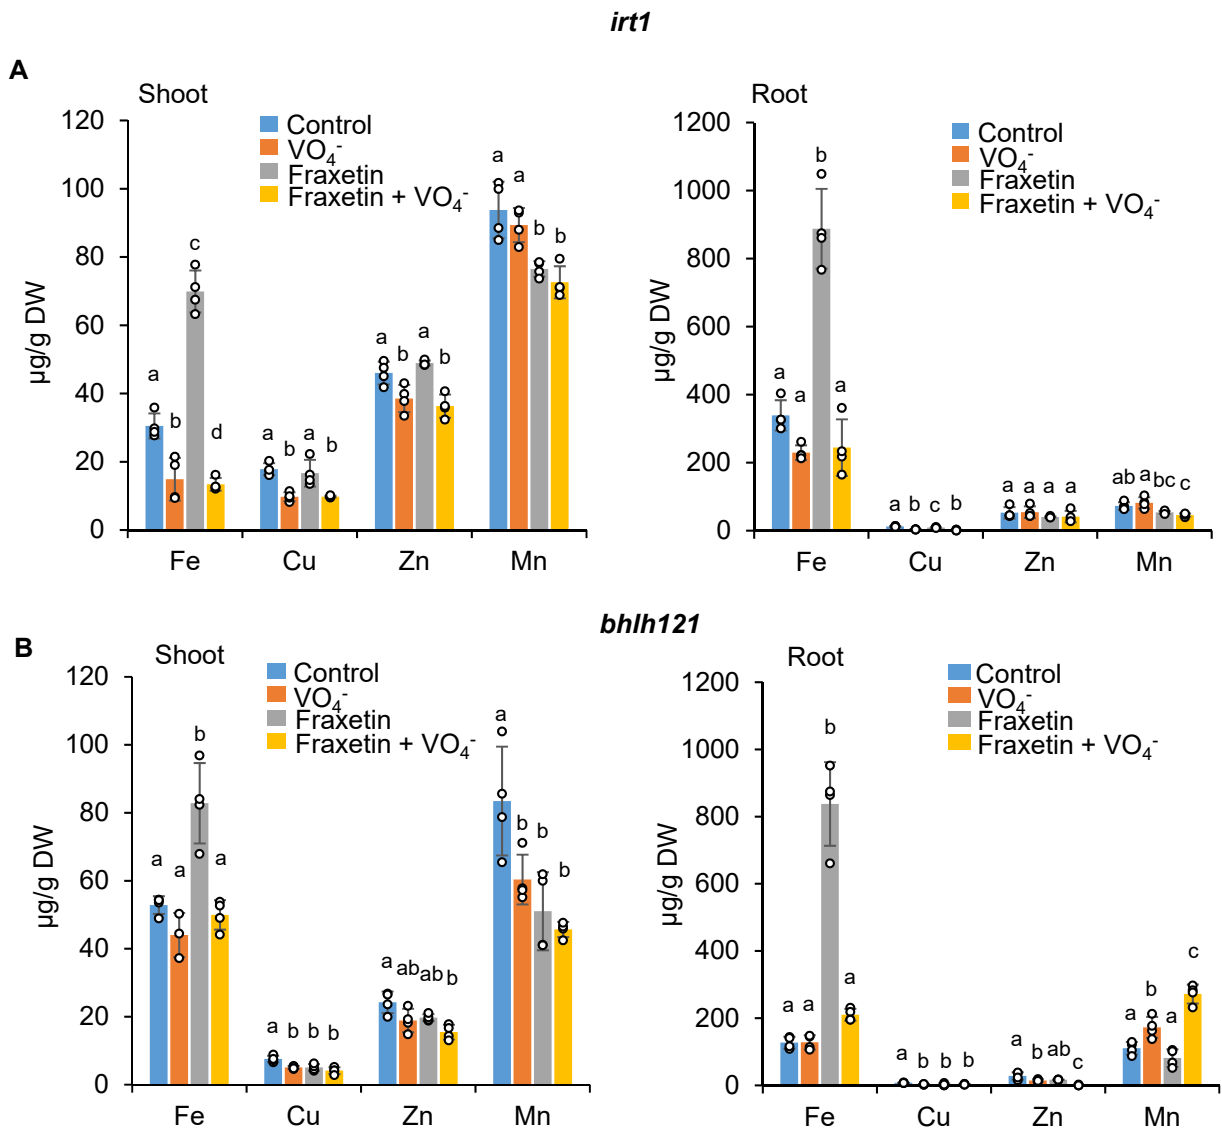 irt1
A
Shoot
Control
VO₄⁻
Fraxetin
Fraxetin + VO₄⁻
µg/g DW
120
100
80
60
40
20
0
a b c d
a b a b
a b a b
a a b b
Fe Cu Zn Mn
Root
Control
VO₄⁻
Fraxetin
Fraxetin + VO₄⁻
µg/g DW
1200
1000
800
600
400
200
0
a a b a
a b c b
a a a a
ab a bc c
Fe Cu Zn Mn
bhlh121
B
Shoot
Control
VO₄⁻
Fraxetin
Fraxetin + VO₄⁻
µg/g DW
120
100
80
60
40
20
0
a a b a
a b b b
a ab ab b
a b b b
Fe Cu Zn Mn
Root
Control
VO₄⁻
Fraxetin
Fraxetin + VO₄⁻
µg/g DW
1200
1000
800
600
400
200
0
a a b a
a b b b
a b ab c
a b a c
Fe Cu Zn Mn